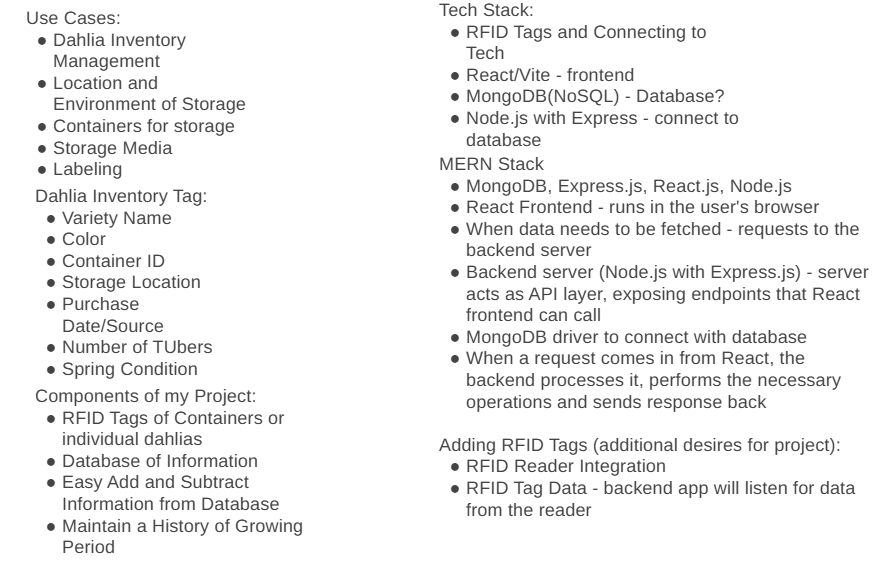 Use Cases:
● Dahlia Inventory
Management
● Location and
Environment of Storage
● Containers for storage
● Storage Media
● Labeling
Dahlia Inventory Tag:
● Variety Name
● Color
● Container ID
● Storage Location
● Purchase
Date/Source
● Number of TUbers
● Spring Condition
Components of my Project:
● RFID Tags of Containers or
individual dahlias
● Database of Information
● Easy Add and Subtract
Information from Database
● Maintain a History of Growing
Period
Tech Stack:
● RFID Tags and Connecting to
Tech
● React/Vite - frontend
● MongoDB(NoSQL) - Database?
● Node.js with Express - connect to
database
MERN Stack
● MongoDB, Express.js, React.js, Node.js
● React Frontend - runs in the user's browser
● When data needs to be fetched - requests to the
backend server
● Backend server (Node.js with Express.js) - server
acts as API layer, exposing endpoints that React
frontend can call
● MongoDB driver to connect with database
● When a request comes in from React, the
backend processes it, performs the necessary
operations and sends response back
Adding RFID Tags (additional desires for project):
● RFID Reader Integration
● RFID Tag Data - backend app will listen for data
from the reader